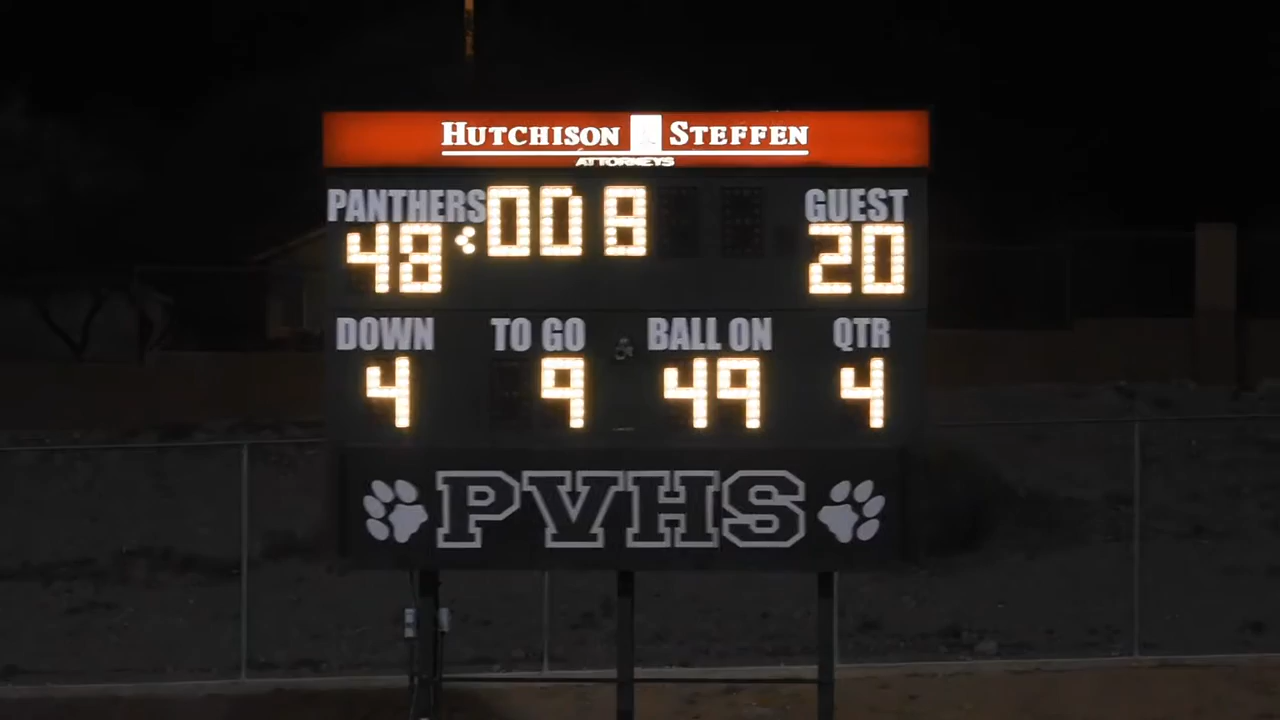 HUTCHISON STEFFEN
ATTORNEYS
PANTHERS 00 8 GUEST
48 20
DOWN TO GO BALL ON QTR
4 9 49 4
PVHS